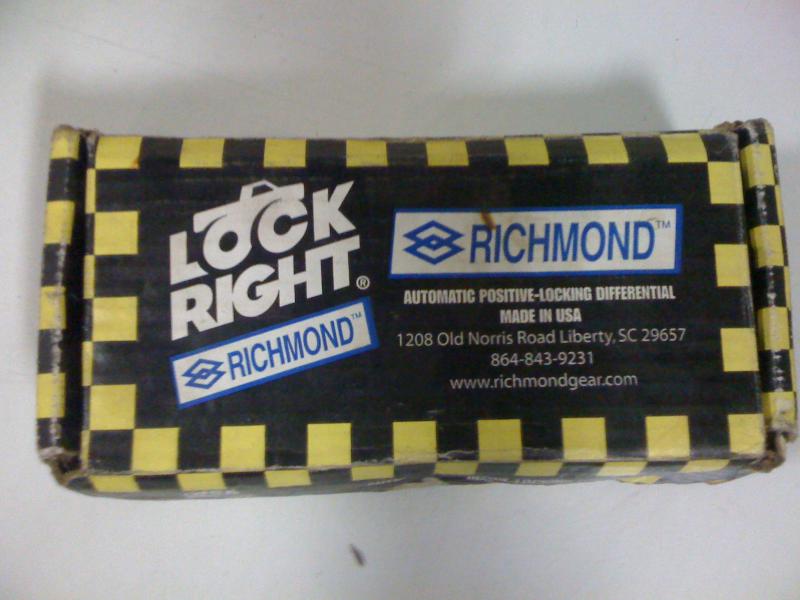 LOCK
RIGHT®
RICHMOND™
RICHMOND™
AUTOMATIC POSITIVE-LOCKING DIFFERENTIAL
MADE IN USA
1208 Old Norris Road Liberty, SC 29657
864-843-9231
www.richmondgear.com